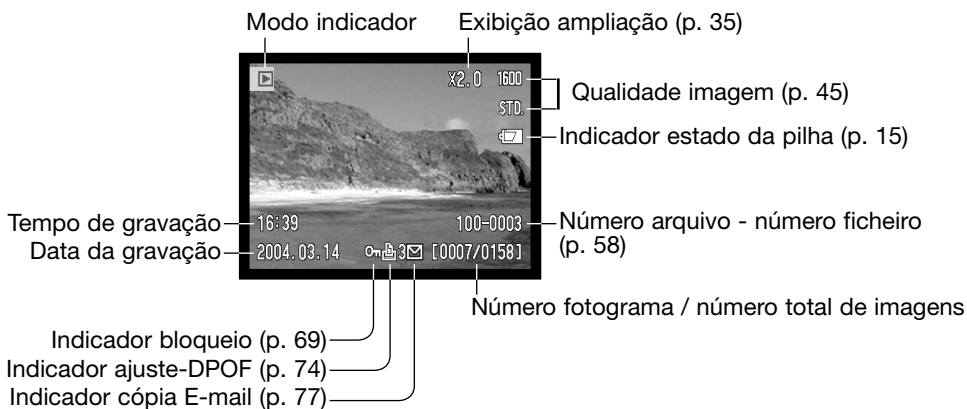 Modo indicador
Exibição ampliação (p. 35)
X2.0 1600
STD.
Qualidade imagem (p. 45)
Indicador estado da pilha (p. 15)
Tempo de gravação
16:39
100-0003
Número arquivo - número ficheiro
(p. 58)
Data da gravação
2004.03.14
3
[0007/0158]
Número fotograma / número total de imagens
Indicador bloqueio (p. 69)
Indicador ajuste-DPOF (p. 74)
Indicador cópia E-mail (p. 77)